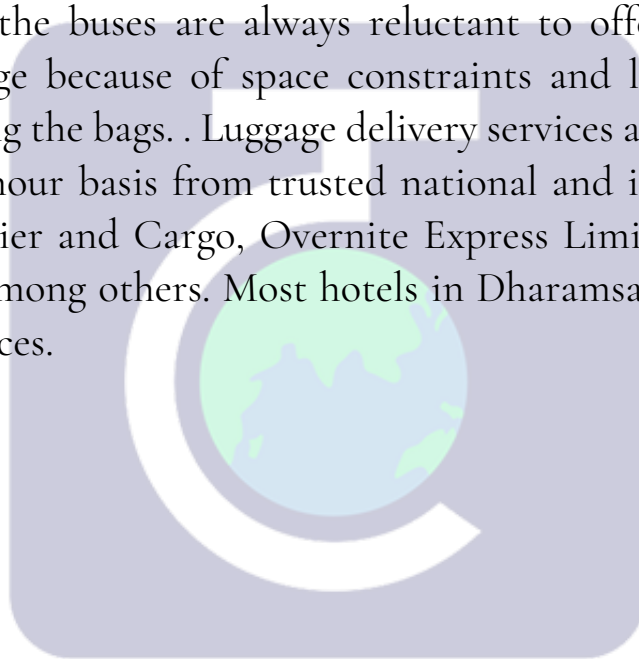 the buses are always reluctant to off
ge because of space constraints and l
g the bags. . Luggage delivery services a
hour basis from trusted national and i
ier and Cargo, Overnite Express Limi
mong others. Most hotels in Dharamsa
ces.